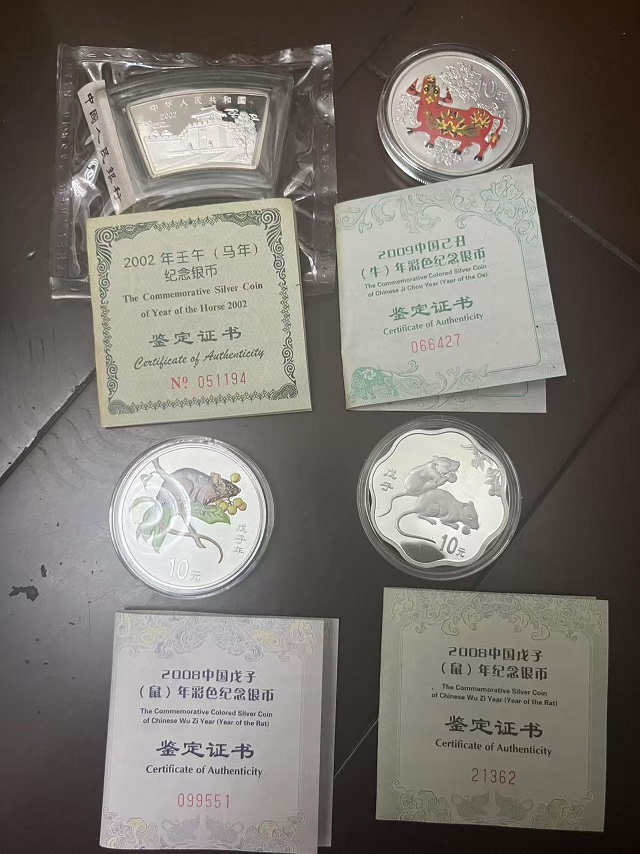 中華人民共和國
2002
中國人民銀行
10元
2002 年壬午（马年）
纪念银币
The Commemorative Silver Coin
of Year of the Horse 2002
鉴定证书
Certificate of Authenticity
Nº 051194
2009中国己丑
（牛）年彩色纪念银币
The Commemorative Colored Silver Coin
of Chinese Ji Chou Year (Year of the Ox)
鉴定证书
Certificate of Authenticity
066427
戊子年
10元
戊子
10元
2008中国戊子
（鼠）年彩色纪念银币
The Commemorative Colored Silver Coin
of Chinese Wu Zi Year (Year of the Rat)
鉴定证书
Certificate of Authenticity
099551
2008中国戊子
（鼠）年纪念银币
The Commemorative Silver Coin
of Chinese Wu Zi Year (Year of the Rat)
鉴定证书
Certificate of Authenticity
21362